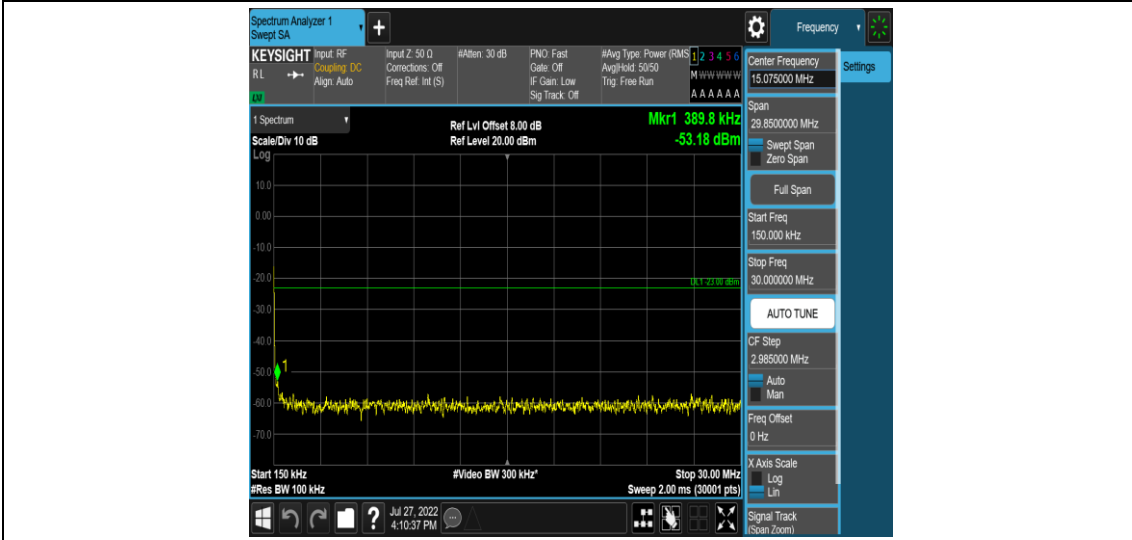 Spectrum Analyzer 1
Swept SA
+
Frequency
KEYSIGHT
RL
LXI
Input: RF
Coupling: DC
Align: Auto
Input Z: 50 Ω
Corrections: Off
Freq Ref: Int (S)
#Atten: 30 dB
PNO: Fast
Gate: Off
IF Gain: Low
Sig Track: Off
#Avg Type: Power (RMS
Avg|Hold: 50/50
Trig: Free Run
1 2 3 4 5 6
M W W W W W
A A A A A A
Center Frequency
15.075000 MHz
Settings
Span
29.8500000 MHz
Swept Span
Zero Span
Full Span
Start Freq
150.000 kHz
Stop Freq
30.000000 MHz
AUTO TUNE
CF Step
2.985000 MHz
Auto
Man
Freq Offset
0 Hz
X Axis Scale
Log
Lin
Signal Track
(Span Zoom)
1 Spectrum
Scale/Div 10 dB
Log
Ref Lvl Offset 8.00 dB
Ref Level 20.00 dBm
Mkr1 389.8 kHz
-53.18 dBm
10.0
0.00
-10.0
-20.0
-30.0
-40.0
-50.0
-60.0
-70.0
DL1 -23.00 dBm
1
Start 150 kHz
#Res BW 100 kHz
#Video BW 300 kHz*
Stop 30.00 MHz
Sweep 2.00 ms (30001 pts)
?
Jul 27, 2022
4:10:37 PM